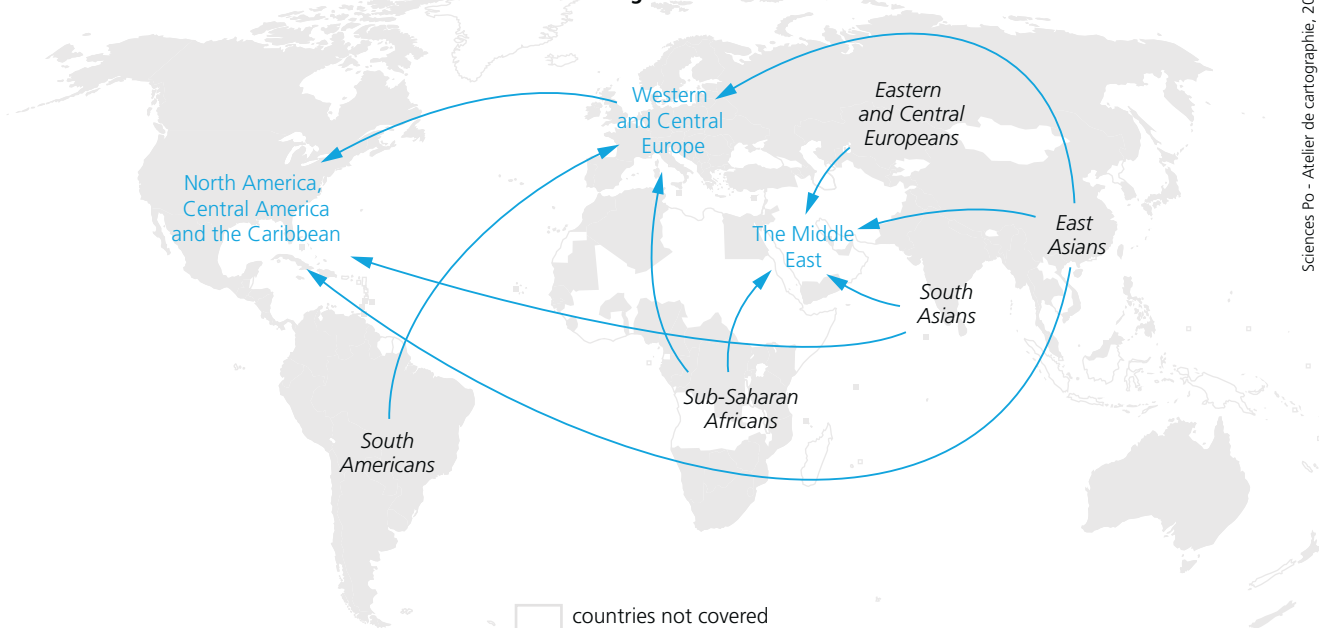 Western
and Central
Europe
Eastern
and Central
Europeans
North America,
Central America
and the Caribbean
The Middle
East
East
Asians
South
Asians
Sub-Saharan
Africans
South
Americans
countries not covered
Sciences Po - Atelier de cartographie, 20